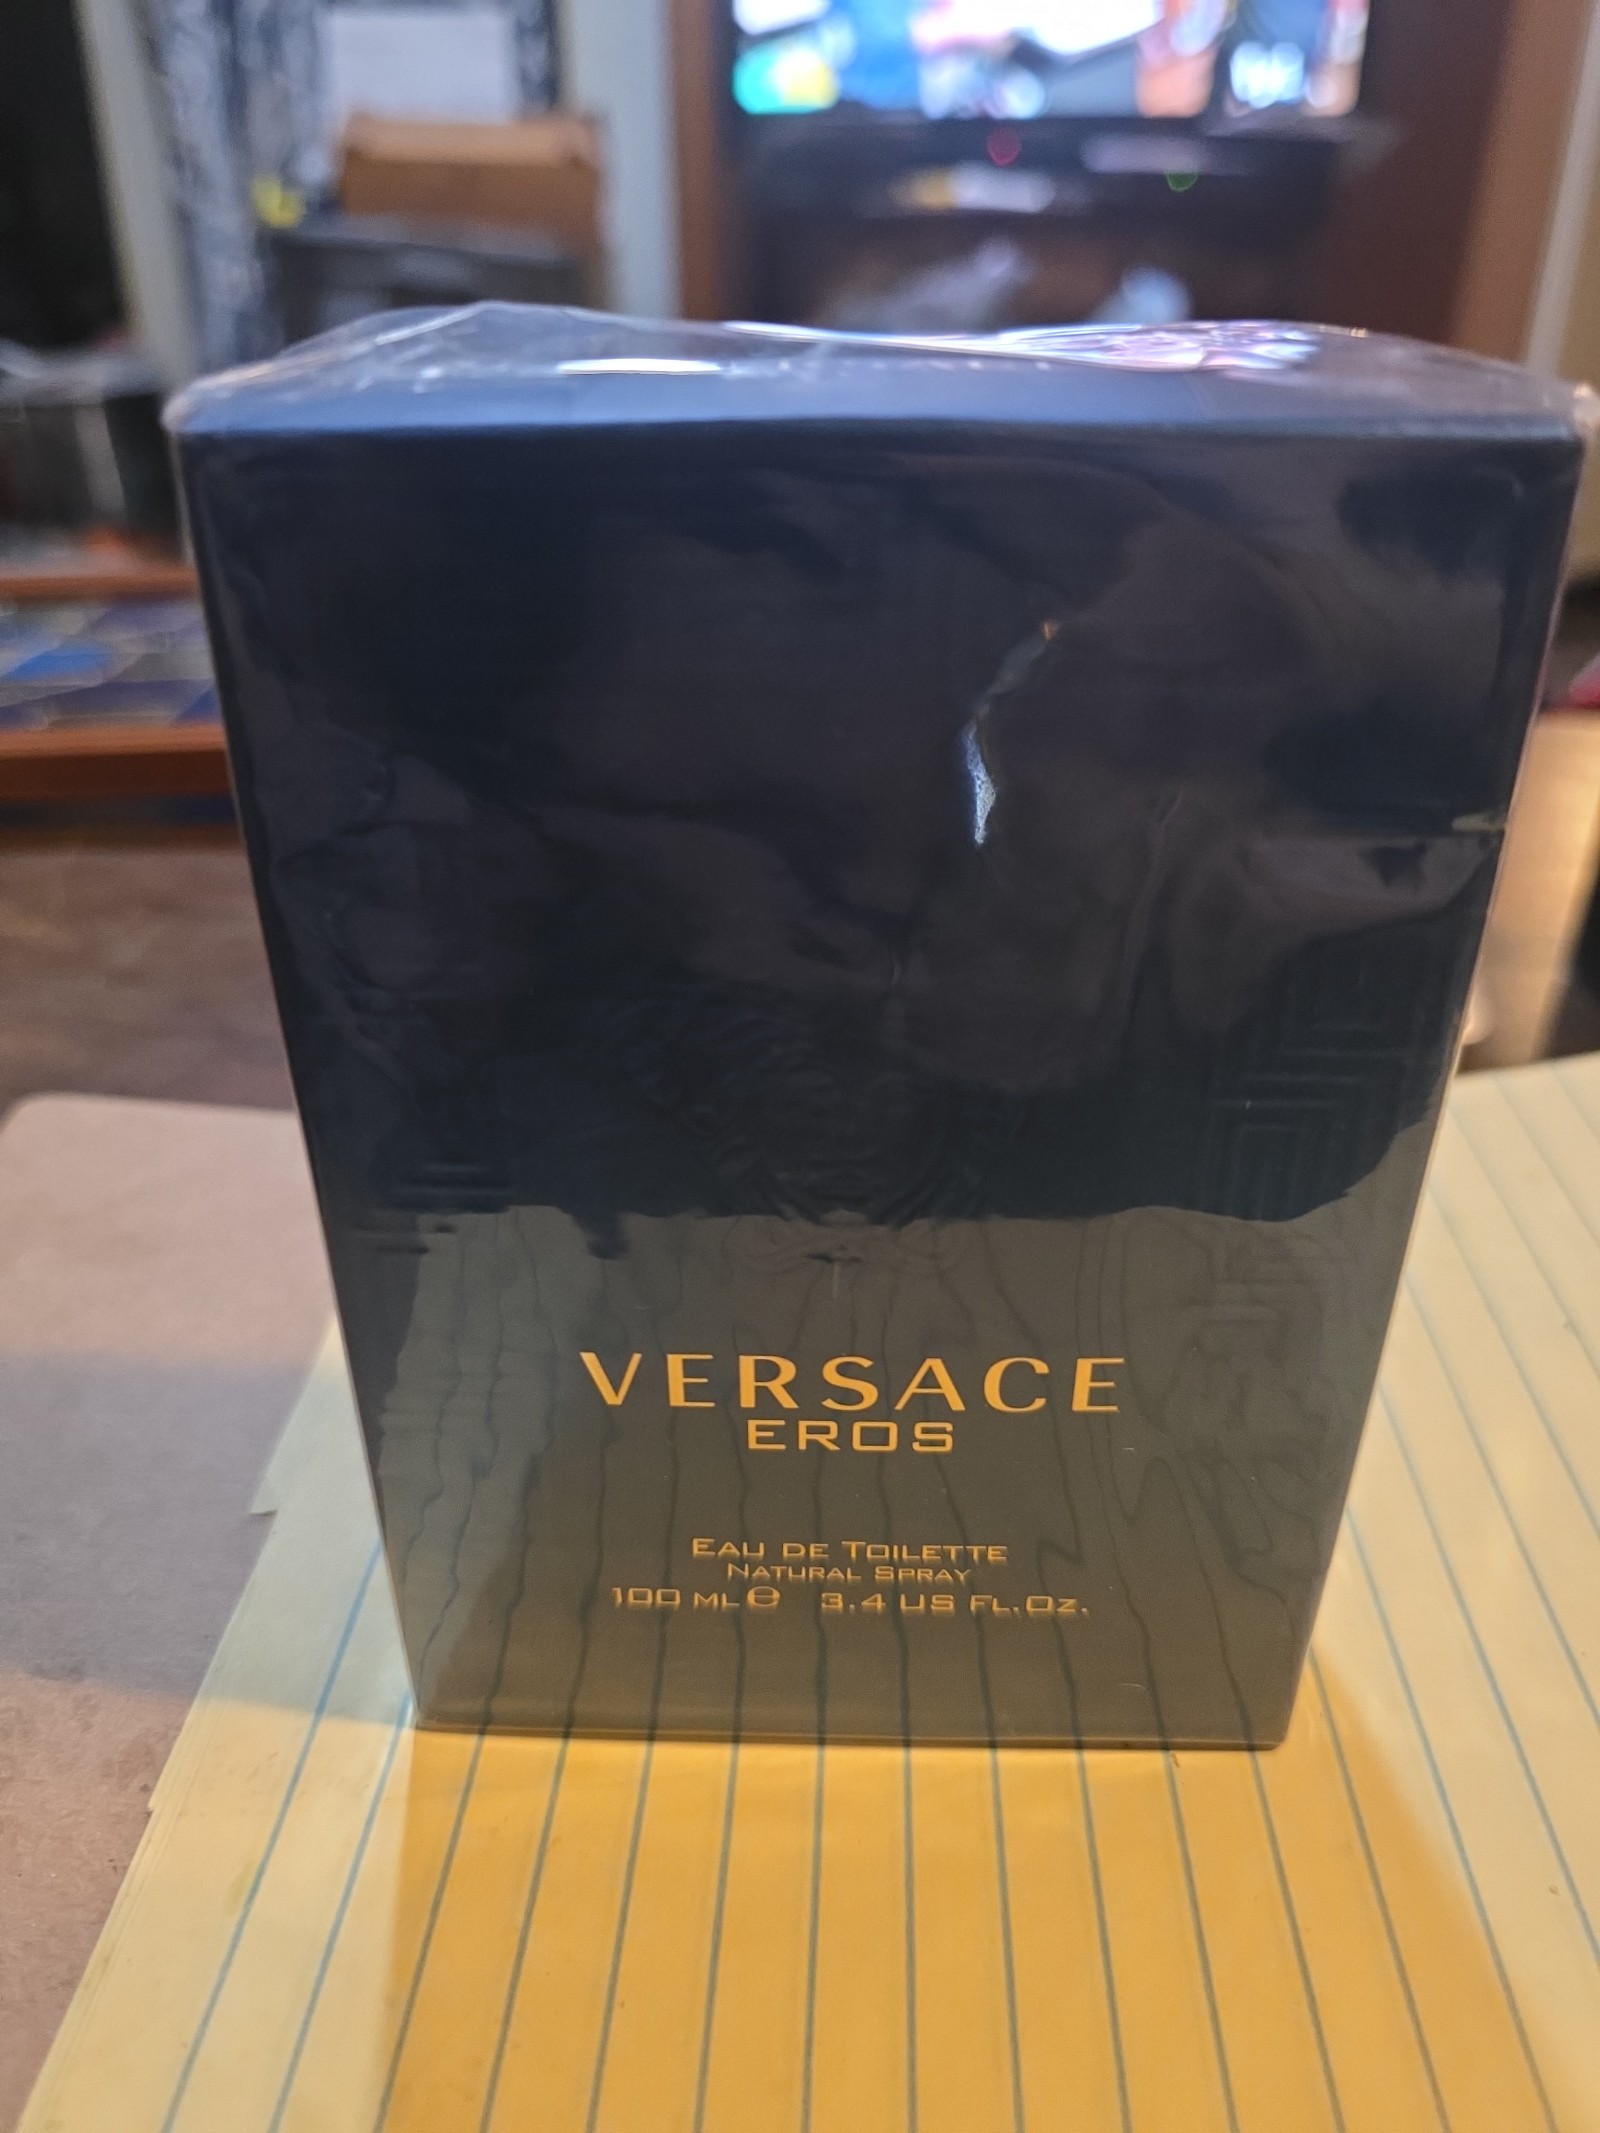 VERSACE
EROS
EAU DE TOILETTE
NATURAL SPRAY
100 ML ℮ 3.4 US FL.OZ.